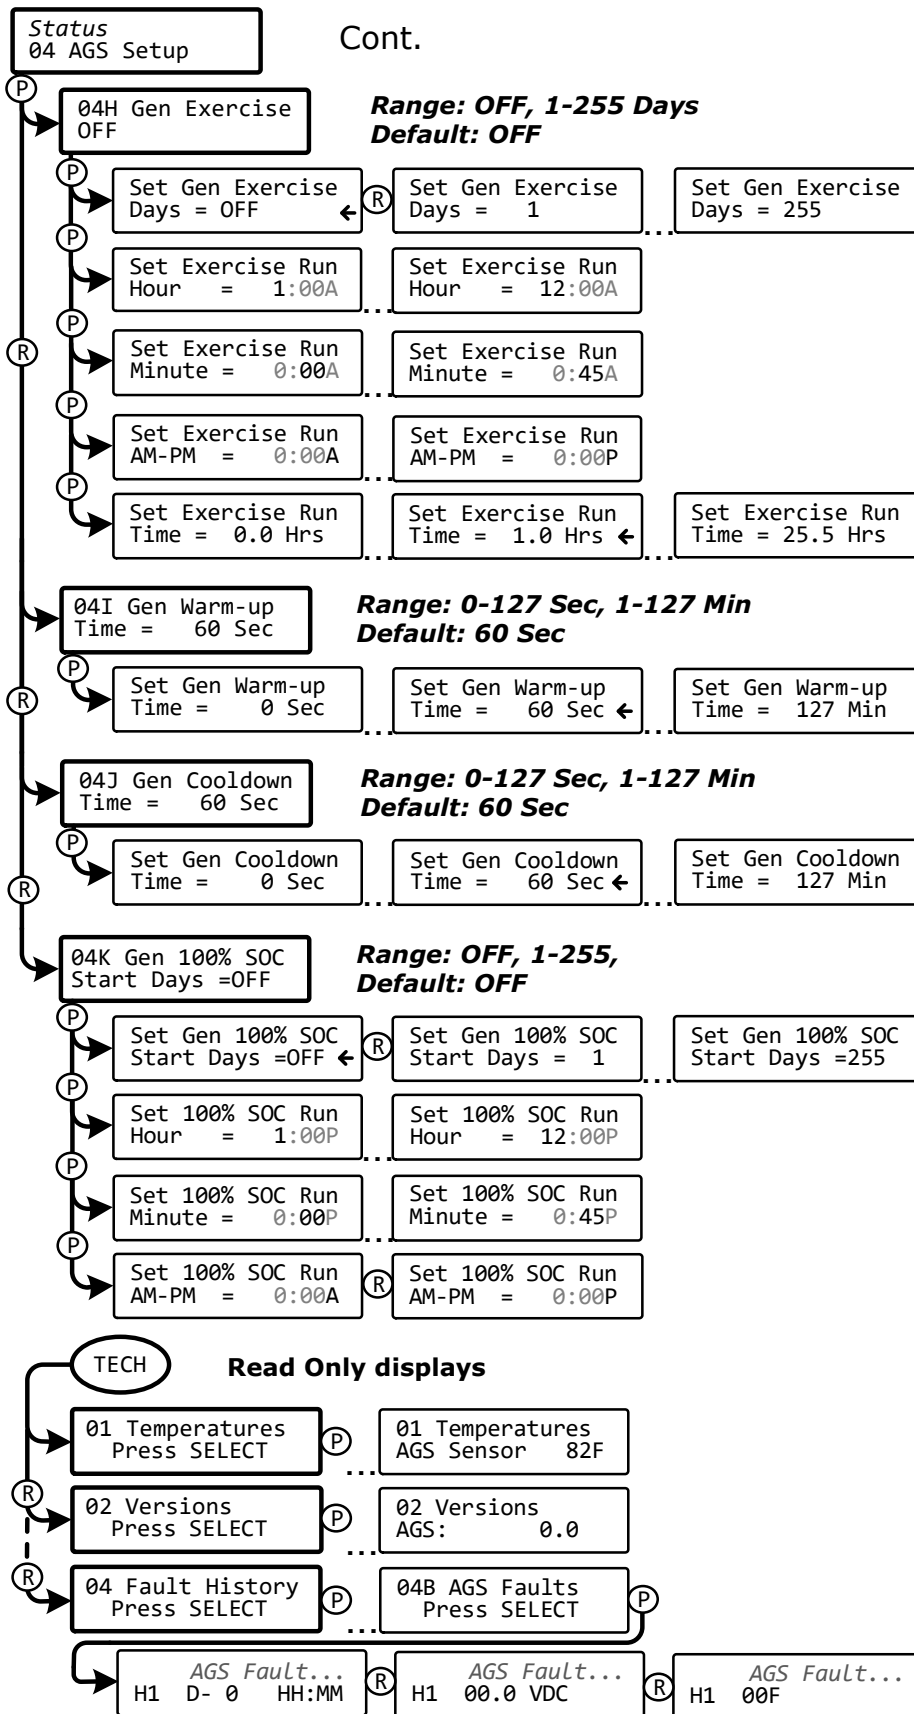 Status
04 AGS Setup
Cont.
P
04H Gen Exercise
OFF
Range: OFF, 1-255 Days
Default: OFF
P
Set Gen Exercise
Days = OFF ←
R
Set Gen Exercise
Days = 1
...
Set Gen Exercise
Days = 255
P
Set Exercise Run
Hour = 1:00A
...
Set Exercise Run
Hour = 12:00A
P
R
Set Exercise Run
Minute = 0:00A
...
Set Exercise Run
Minute = 0:45A
P
Set Exercise Run
AM-PM = 0:00A
...
Set Exercise Run
AM-PM = 0:00P
P
Set Exercise Run
Time = 0.0 Hrs
...
Set Exercise Run
Time = 1.0 Hrs ←
...
Set Exercise Run
Time = 25.5 Hrs
04I Gen Warm-up
Time = 60 Sec
Range: 0-127 Sec, 1-127 Min
Default: 60 Sec
P
R
Set Gen Warm-up
Time = 0 Sec
...
Set Gen Warm-up
Time = 60 Sec ←
...
Set Gen Warm-up
Time = 127 Min
04J Gen Cooldown
Time = 60 Sec
Range: 0-127 Sec, 1-127 Min
Default: 60 Sec
P
R
Set Gen Cooldown
Time = 0 Sec
...
Set Gen Cooldown
Time = 60 Sec ←
...
Set Gen Cooldown
Time = 127 Min
04K Gen 100% SOC
Start Days =OFF
Range: OFF, 1-255,
Default: OFF
P
Set Gen 100% SOC
Start Days =OFF ←
R
Set Gen 100% SOC
Start Days = 1
...
Set Gen 100% SOC
Start Days =255
P
Set 100% SOC Run
Hour = 1:00P
...
Set 100% SOC Run
Hour = 12:00P
P
Set 100% SOC Run
Minute = 0:00P
...
Set 100% SOC Run
Minute = 0:45P
P
Set 100% SOC Run
AM-PM = 0:00A
R
Set 100% SOC Run
AM-PM = 0:00P
TECH
Read Only displays
01 Temperatures
Press SELECT
P
...
01 Temperatures
AGS Sensor 82F
R
02 Versions
Press SELECT
P
...
02 Versions
AGS: 0.0
R
04 Fault History
Press SELECT
P
...
04B AGS Faults
Press SELECT
P
AGS Fault...
H1 D- 0 HH:MM
R
AGS Fault...
H1 00.0 VDC
R
AGS Fault...
H1 00F